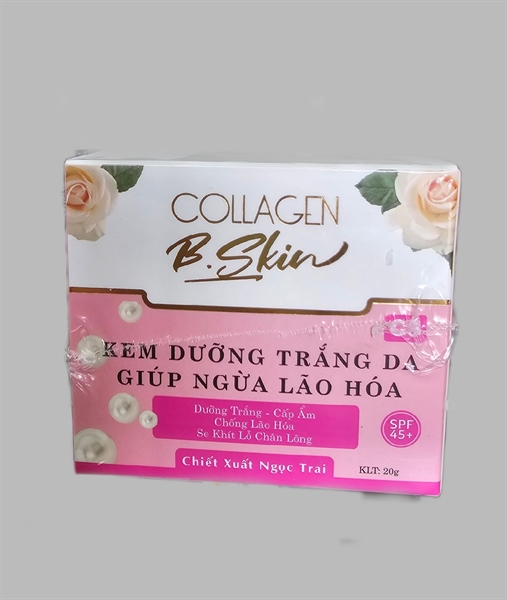 COLLAGEN
B.Skin
KEM DƯỠNG TRẮNG DA
GIÚP NGỪA LÃO HÓA
Dưỡng Trắng - Cấp Ẩm
Chống Lão Hóa
Se Khít Lỗ Chân Lông
SPF
45+
Chiết Xuất Ngọc Trai
KLT: 20g